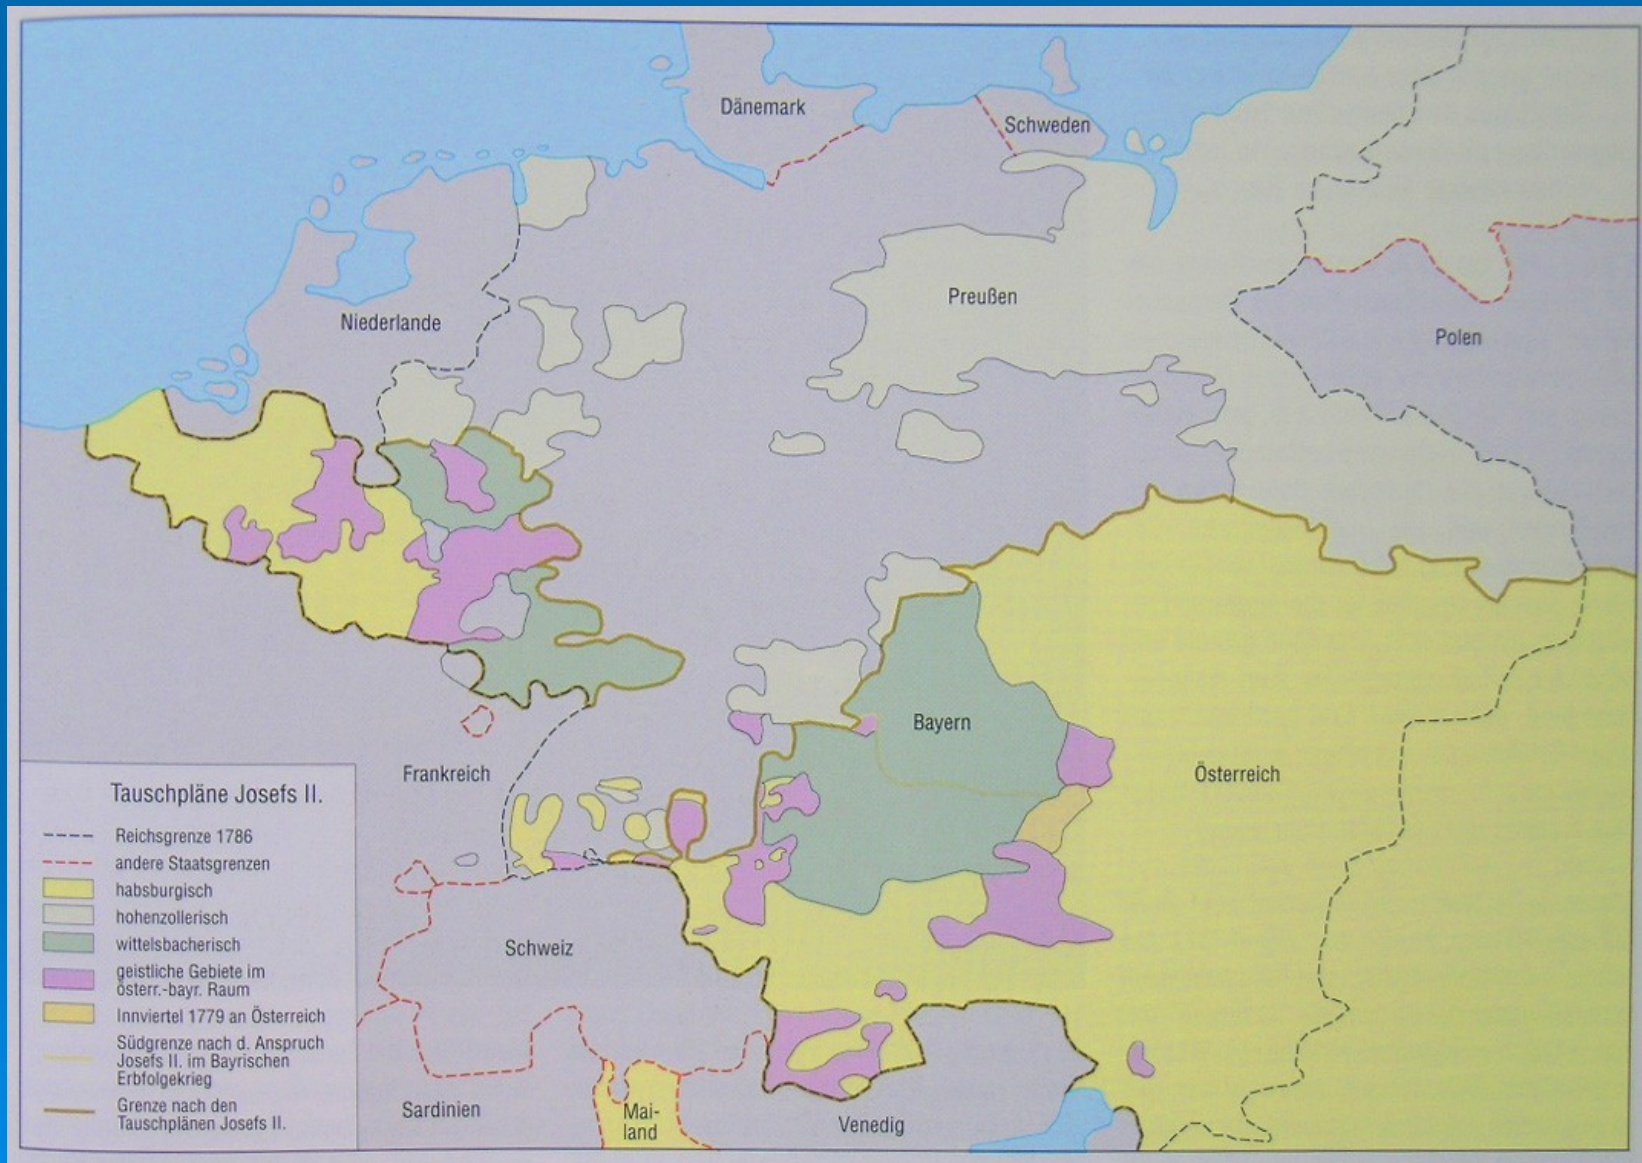 Dänemark
Schweden
Preußen
Niederlande
Polen
Bayern
Frankreich
Österreich
Schweiz
Sardinien
Mai-
land
Venedig
Tauschpläne Josefs II.
Reichsgrenze 1786
andere Staatsgrenzen
habsburgisch
hohenzollerisch
wittelsbacherisch
geistliche Gebiete im
österr.-bayr. Raum
Innviertel 1779 an Österreich
Südgrenze nach d. Anspruch
Josefs II. im Bayrischen
Erbfolgekrieg
Grenze nach den
Tauschplänen Josefs II.